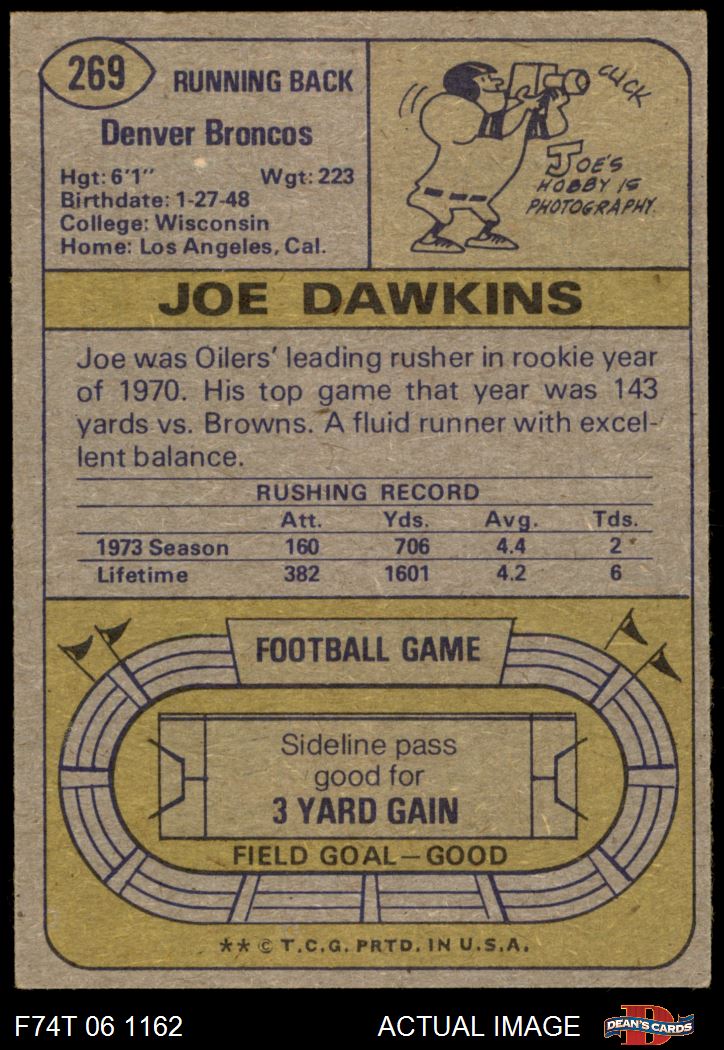 269
RUNNING BACK
Denver Broncos
Hgt: 6'1" Wgt: 223
Birthdate: 1-27-48
College: Wisconsin
Home: Los Angeles, Cal.
CLICK
JOE'S
HOBBY IS
PHOTOGRAPHY.
JOE DAWKINS
Joe was Oilers' leading rusher in rookie year
of 1970. His top game that year was 143
yards vs. Browns. A fluid runner with excel-
lent balance.
RUSHING RECORD
Att. Yds. Avg. Tds.
1973 Season 160 706 4.4 2
Lifetime 382 1601 4.2 6
FOOTBALL GAME
Sideline pass
good for
3 YARD GAIN
FIELD GOAL—GOOD
** © T.C.G. PRTD. IN U.S.A.
F74T 06 1162 ACTUAL IMAGE
D
DEAN'S CARDS